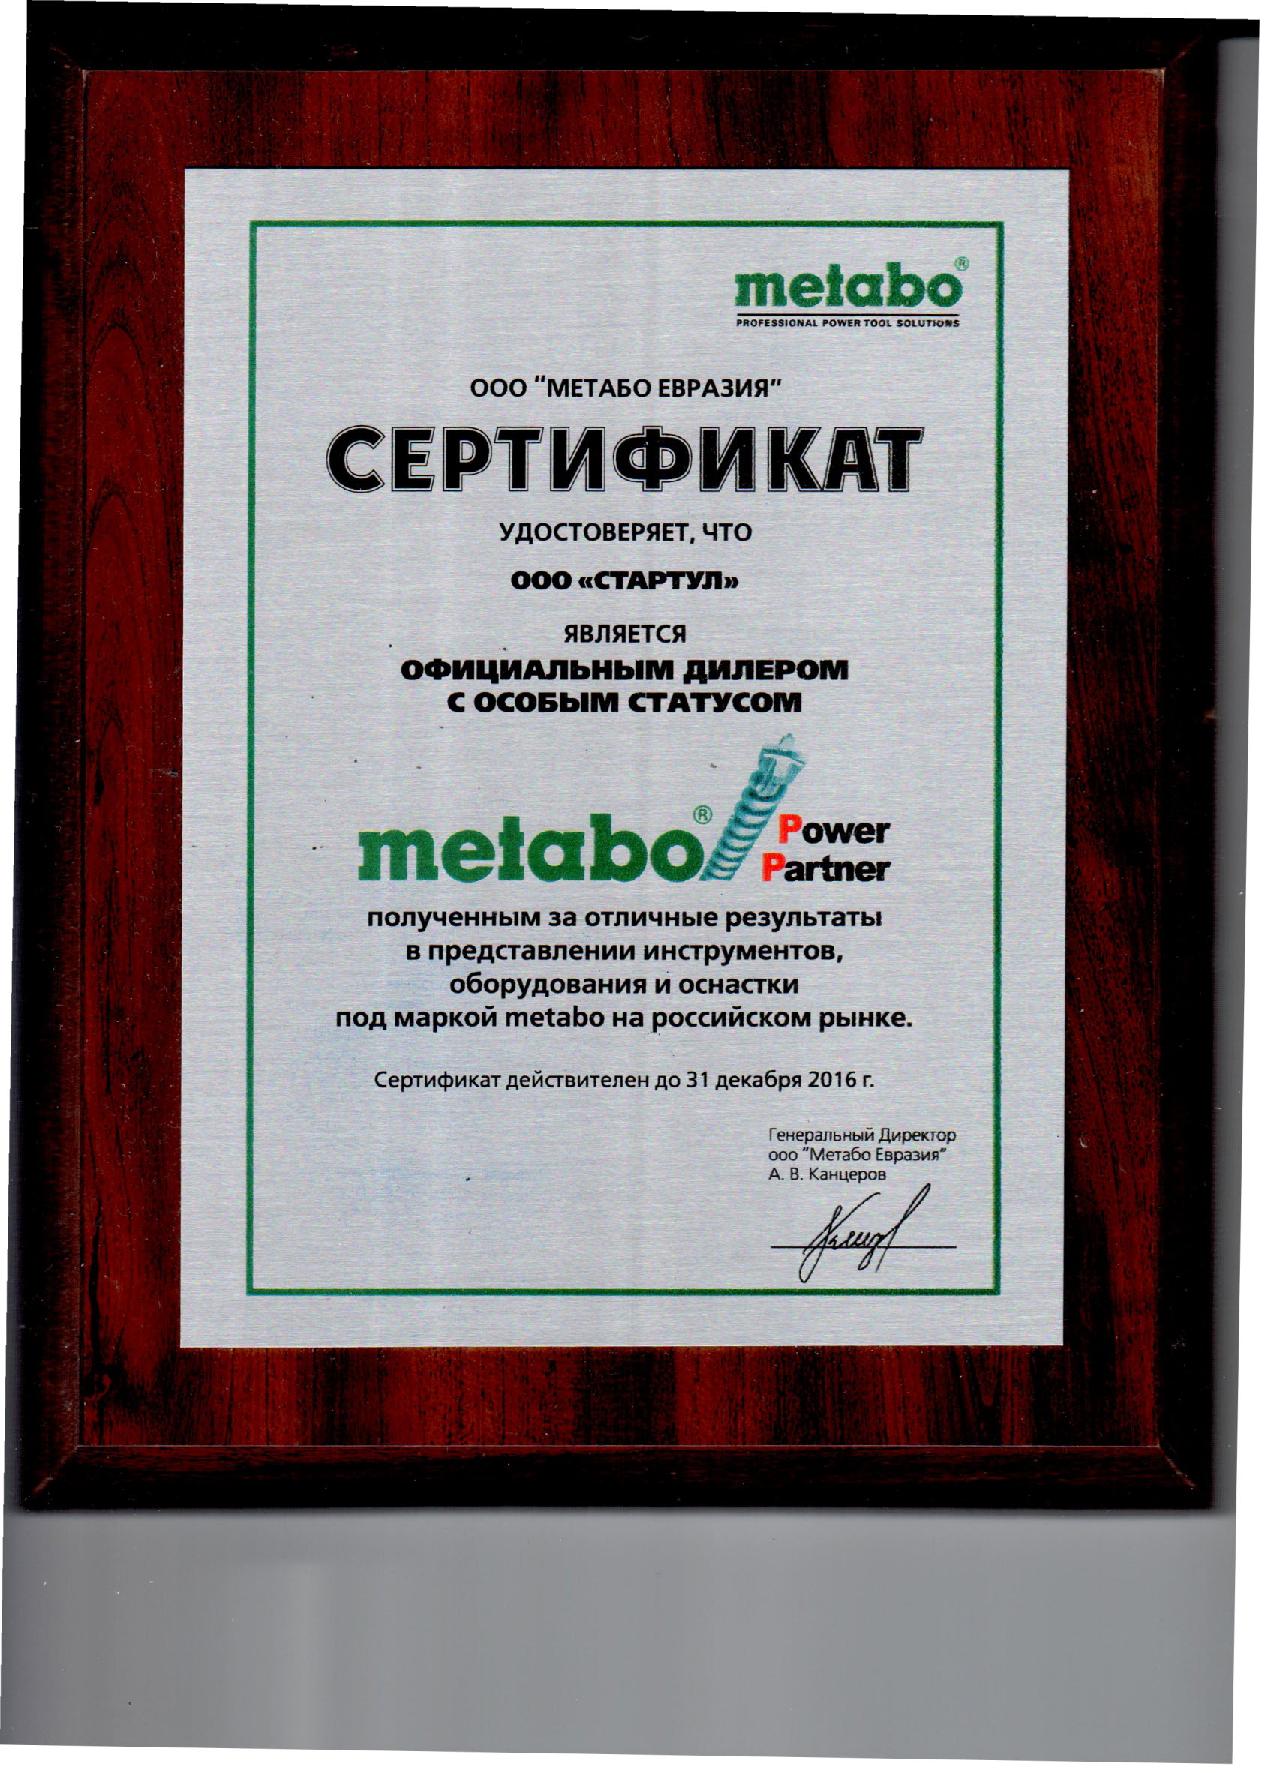 metabo®
PROFESSIONAL POWER TOOL SOLUTIONS
ООО "МЕТАБО ЕВРАЗИЯ"
СЕРТИФИКАТ
УДОСТОВЕРЯЕТ, ЧТО
ООО «СТАРТУЛ»
ЯВЛЯЕТСЯ
ОФИЦИАЛЬНЫМ ДИЛЕРОМ
С ОСОБЫМ СТАТУСОМ
metabo® Power
Partner
полученным за отличные результаты
в представлении инструментов,
оборудования и оснастки
под маркой metabo на российском рынке.
Сертификат действителен до 31 декабря 2016 г.
Генеральный Директор
ооо "Метабо Евразия"
А. В. Канцеров